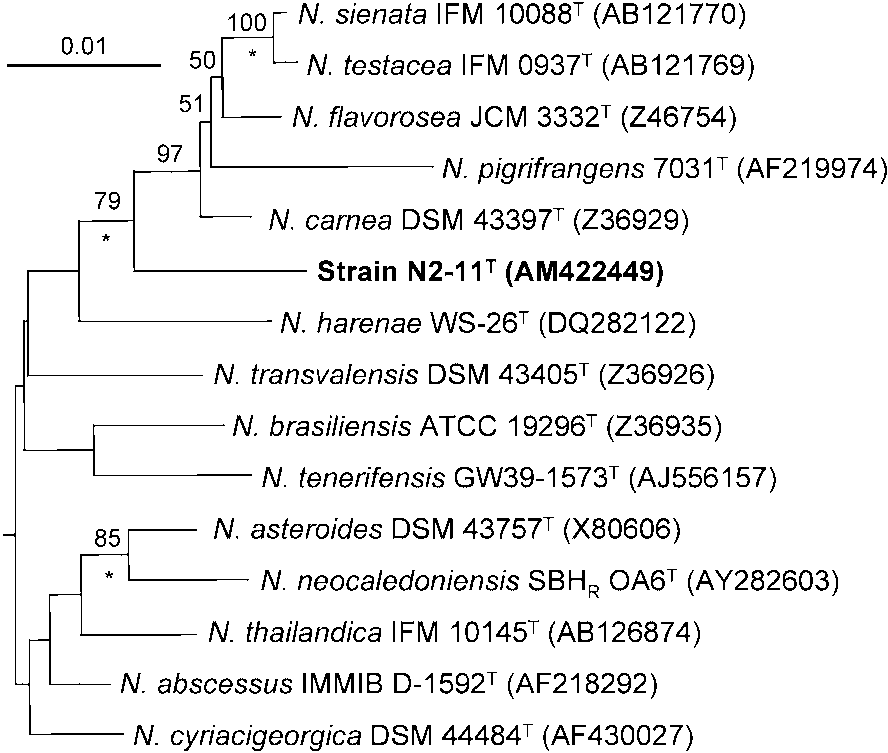 100
N. sienata IFM 10088ᵀ (AB121770)
0.01
50
*
N. testacea IFM 0937ᵀ (AB121769)
51
N. flavorosea JCM 3332ᵀ (Z46754)
97
N. pigrifrangens 7031ᵀ (AF219974)
79
N. carnea DSM 43397ᵀ (Z36929)
*
Strain N2-11ᵀ (AM422449)
N. harenae WS-26ᵀ (DQ282122)
N. transvalensis DSM 43405ᵀ (Z36926)
N. brasiliensis ATCC 19296ᵀ (Z36935)
N. tenerifensis GW39-1573ᵀ (AJ556157)
85
N. asteroides DSM 43757ᵀ (X80606)
*
N. neocaledoniensis SBHR OA6ᵀ (AY282603)
N. thailandica IFM 10145ᵀ (AB126874)
N. abscessus IMMIB D-1592ᵀ (AF218292)
N. cyriacigeorgica DSM 44484ᵀ (AF430027)